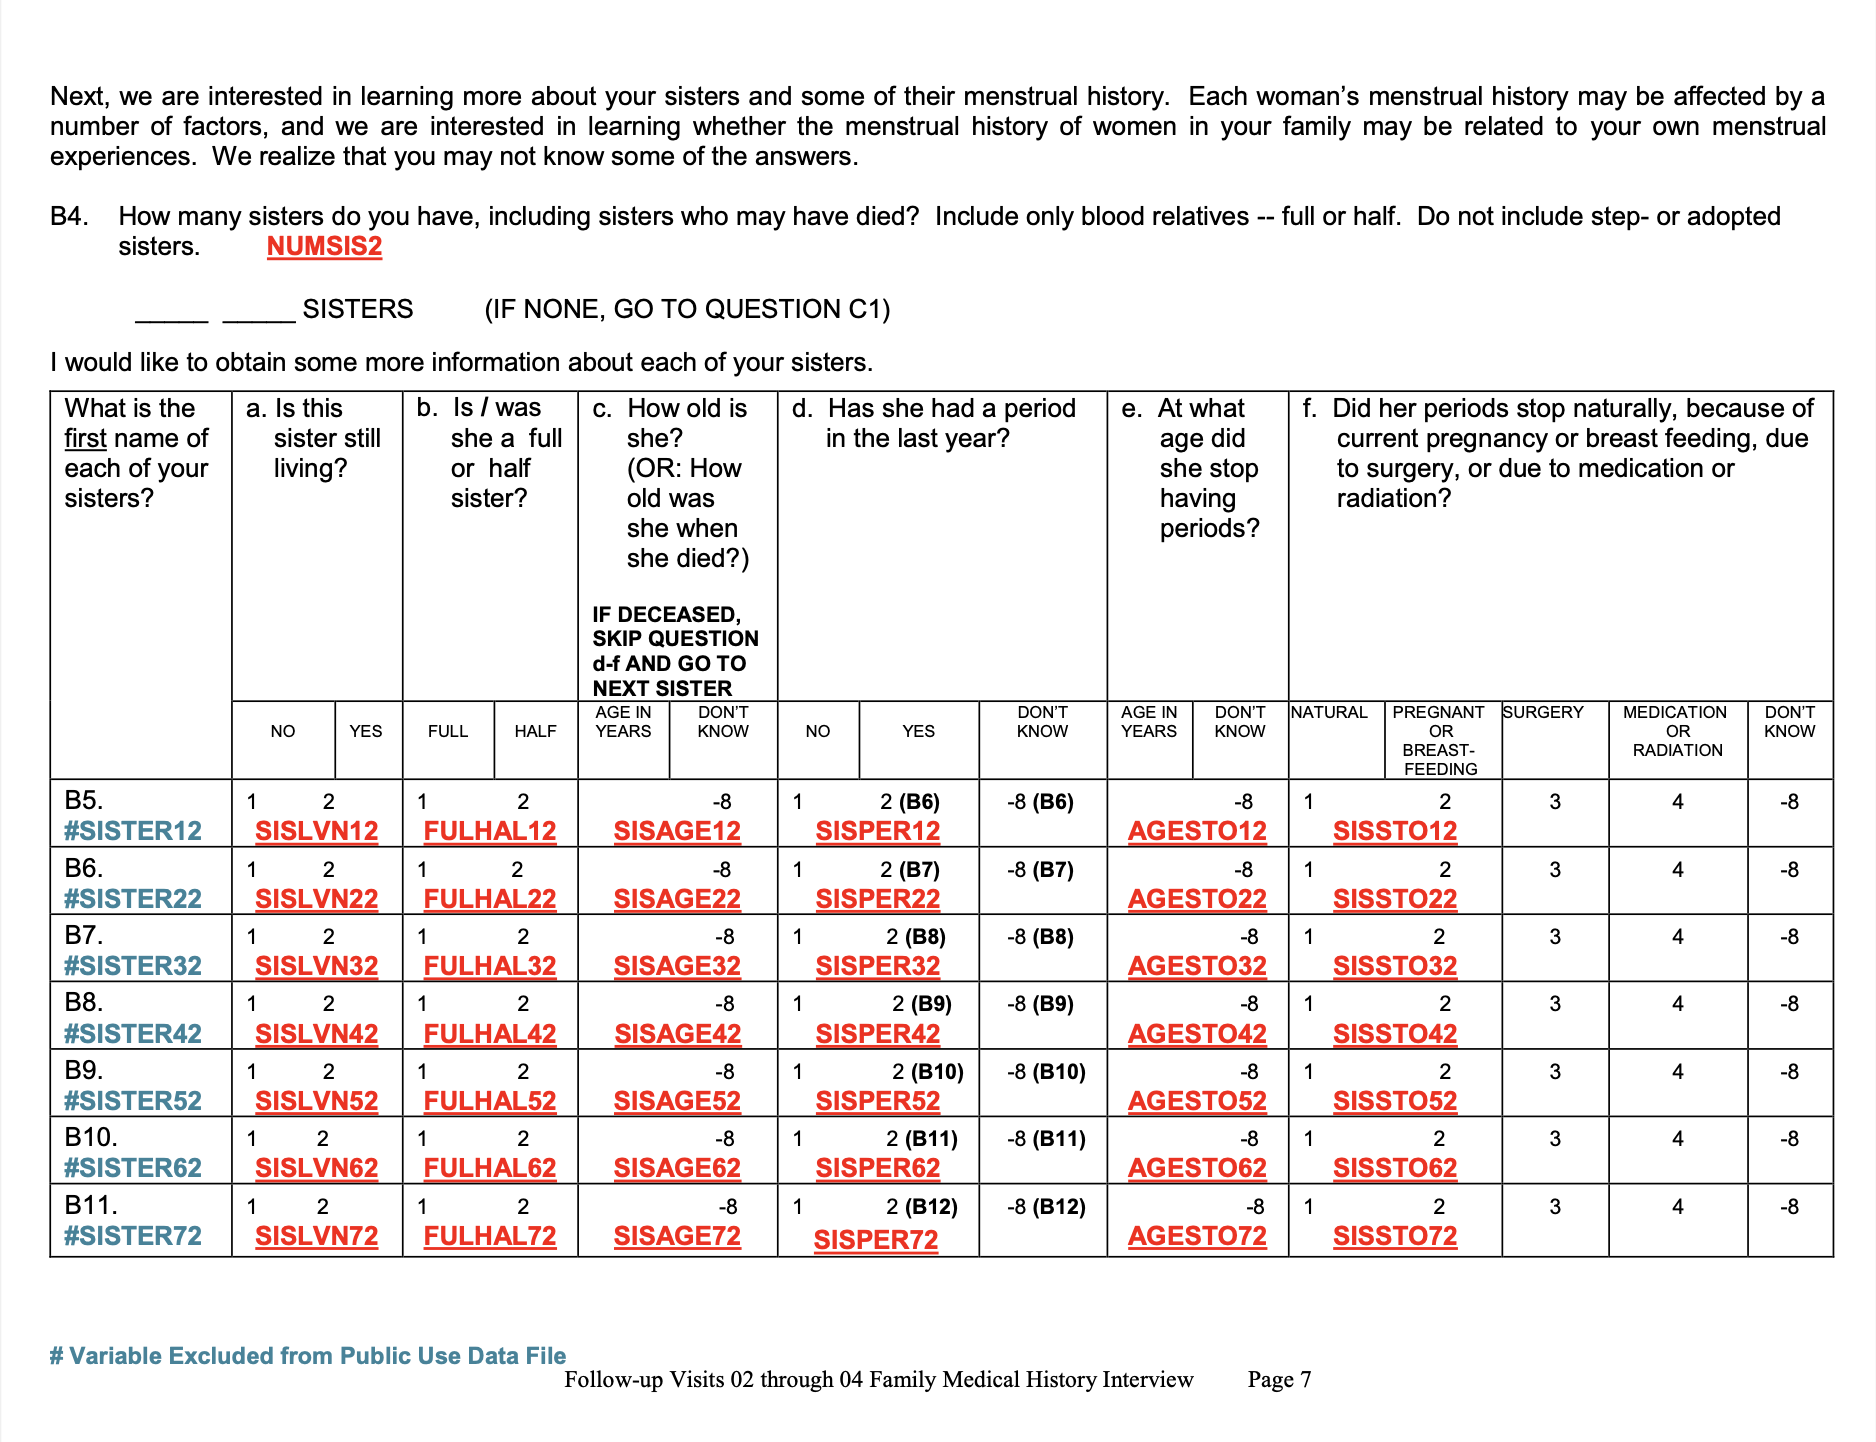 Next, we are interested in learning more about your sisters and some of their menstrual history.  Each woman's menstrual history may be affected by a
number of factors, and we are interested in learning whether the menstrual history of women in your family may be related to your own menstrual
experiences.  We realize that you may not know some of the answers.
B4.    How many sisters do you have, including sisters who may have died?  Include only blood relatives -- full or half.  Do not include step- or adopted
sisters.    NUMSIS2
_____ _____ SISTERS    (IF NONE, GO TO QUESTION C1)
I would like to obtain some more information about each of your sisters.
What is the
first name of
each of your
sisters?
a. Is this
sister still
living?
b. Is / was
she a full
or half
sister?
c. How old is
she?
(OR: How
old was
she when
she died?)
IF DECEASED,
SKIP QUESTION
d-f AND GO TO
NEXT SISTER
d. Has she had a period
in the last year?
e. At what
age did
she stop
having
periods?
f. Did her periods stop naturally, because of
current pregnancy or breast feeding, due
to surgery, or due to medication or
radiation?
NO
YES
FULL
HALF
AGE IN
YEARS
DON'T
KNOW
NO
YES
DON'T
KNOW
AGE IN
YEARS
DON'T
KNOW
NATURAL
PREGNANT
OR
BREAST-
FEEDING
SURGERY
MEDICATION
OR
RADIATION
DON'T
KNOW
B5. 1 2 1 2 -8 1 2 (B6) -8 (B6) -8 1 2 3 4 -8
#SISTER12 SISLVN12 FULHAL12 SISAGE12 SISPER12 AGESTO12 SISSTO12
B6. 1 2 1 2 -8 1 2 (B7) -8 (B7) -8 1 2 3 4 -8
#SISTER22 SISLVN22 FULHAL22 SISAGE22 SISPER22 AGESTO22 SISSTO22
B7. 1 2 1 2 -8 1 2 (B8) -8 (B8) -8 1 2 3 4 -8
#SISTER32 SISLVN32 FULHAL32 SISAGE32 SISPER32 AGESTO32 SISSTO32
B8. 1 2 1 2 -8 1 2 (B9) -8 (B9) -8 1 2 3 4 -8
#SISTER42 SISLVN42 FULHAL42 SISAGE42 SISPER42 AGESTO42 SISSTO42
B9. 1 2 1 2 -8 1 2 (B10) -8 (B10) -8 1 2 3 4 -8
#SISTER52 SISLVN52 FULHAL52 SISAGE52 SISPER52 AGESTO52 SISSTO52
B10. 1 2 1 2 -8 1 2 (B11) -8 (B11) -8 1 2 3 4 -8
#SISTER62 SISLVN62 FULHAL62 SISAGE62 SISPER62 AGESTO62 SISSTO62
B11. 1 2 1 2 -8 1 2 (B12) -8 (B12) -8 1 2 3 4 -8
#SISTER72 SISLVN72 FULHAL72 SISAGE72 SISPER72 AGESTO72 SISSTO72
# Variable Excluded from Public Use Data File
Follow-up Visits 02 through 04 Family Medical History Interview    Page 7